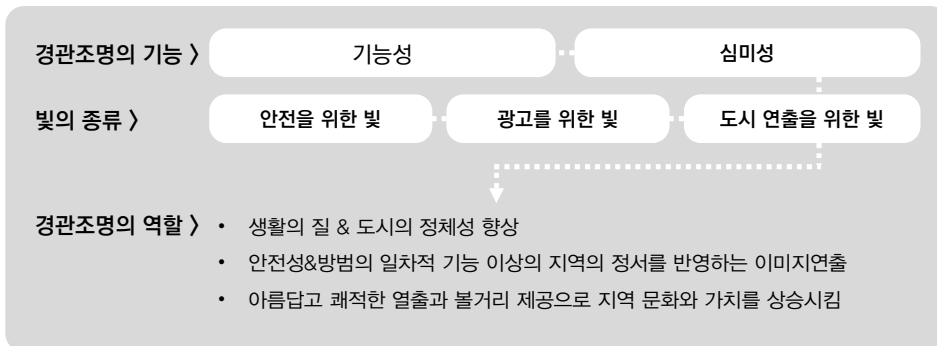 경관조명의 기능 〉 기능성 심미성
빛의 종류 〉 안전을 위한 빛 광고를 위한 빛 도시 연출을 위한 빛
경관조명의 역할 〉 • 생활의 질 & 도시의 정체성 향상
• 안전성&방범의 일차적 기능 이상의 지역의 정서를 반영하는 이미지연출
• 아름답고 쾌적한 열출과 볼거리 제공으로 지역 문화와 가치를 상승시킴